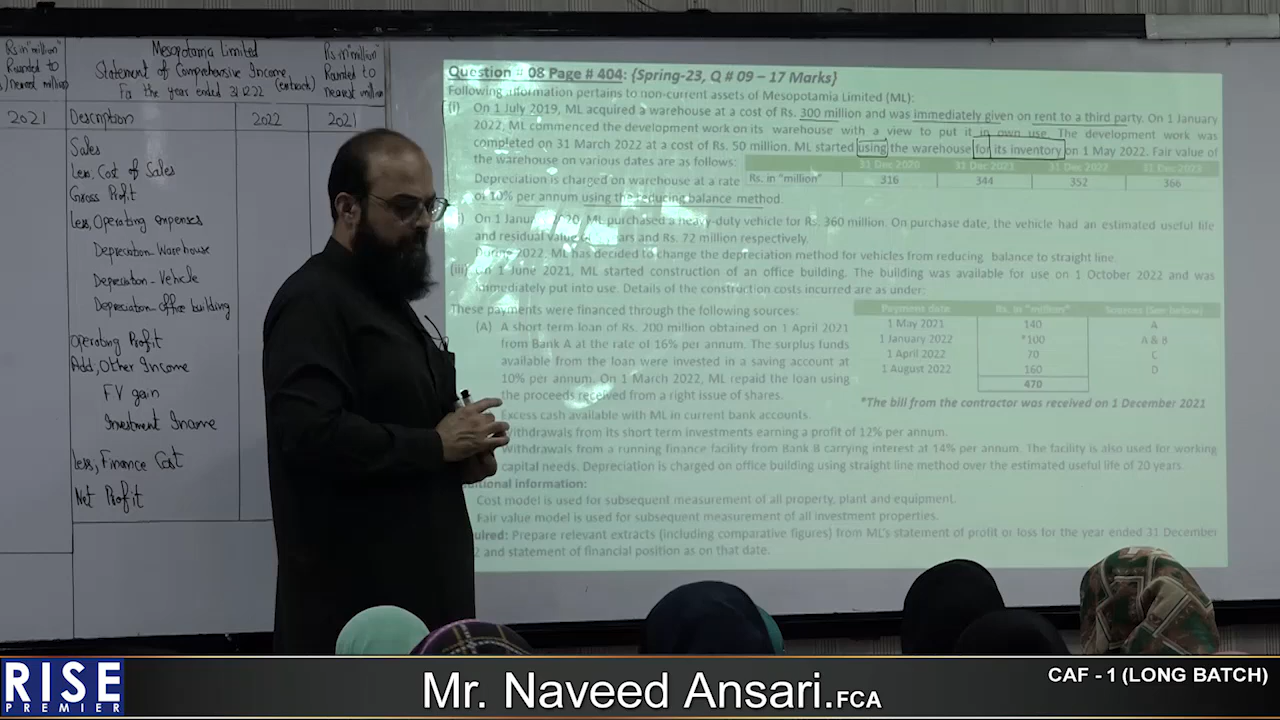 Rs in "million"
Rounded to
nearest million
2021
Mesopotamia Limited
Statement of Comprehensive Income
For the year ended 31.12.22 (extract)
Rs in "million"
Rounded to
nearest million
Description
2022
2021
Sales
Less, Cost of Sales
Gross Profit
Less, Operating expenses
Depreciation - Warehouse
Depreciation - Vehicle
Depreciation - office building
Operating Profit
Add, Other Income
FV gain
Investment Income
Less, Finance Cost
Net Profit
Question # 08 Page # 404: {Spring-23, Q # 09 – 17 Marks}
Following information pertains to non-current assets of Mesopotamia Limited (ML):
(i) On 1 July 2019, ML acquired a warehouse at a cost of Rs. 300 million and was immediately given on rent to a third party. On 1 January
2022, ML commenced the development work on its warehouse with a view to put it in own use. The development work was
completed on 31 March 2022 at a cost of Rs. 50 million. ML started using the warehouse for its inventory on 1 May 2022. Fair value of
the warehouse on various dates are as follows:
Depreciation is charged on warehouse at a rate
of 10% per annum using the reducing balance method.
31 Dec 2020 31 Dec 2022 31 Dec 2023
Rs. in "million" 316 344 352 366
On 1 January 2020, ML purchased a heavy-duty vehicle for Rs. 360 million. On purchase date, the vehicle had an estimated useful life
and residual value of years and Rs. 72 million respectively.
During 2022, ML has decided to change the depreciation method for vehicles from reducing balance to straight line.
(iii) On 1 June 2021, ML started construction of an office building. The building was available for use on 1 October 2022 and was
immediately put into use. Details of the construction costs incurred are as under:
These payments were financed through the following sources:
Payment date Rs. in "million" Sources (See below)
1 May 2021 140 A
1 January 2022 *100 A & B
1 April 2022 70 C
1 August 2022 160 D
470
*The bill from the contractor was received on 1 December 2021
(A) A short term loan of Rs. 200 million obtained on 1 April 2021
from Bank A at the rate of 16% per annum. The surplus
funds available from the loan were invested in a saving account at
10% per annum. On 1 March 2022, ML repaid the loan using
the proceeds received from a right issue of shares.
Excess cash available with ML in current bank accounts.
withdrawals from its short term investments earning a profit of 12% per annum.
Withdrawals from a running finance facility from Bank B carrying interest at 14% per annum. The facility is also used for working
capital needs. Depreciation is charged on office building using straight line method over the estimated useful life of 20 years.
information:
Cost model is used for subsequent measurement of all property, plant and equipment.
Fair value model is used for subsequent measurement of all investment properties.
Prepare relevant extracts (including comparative figures) from ML's statement of profit or loss for the year ended 31 December
and statement of financial position as on that date.
RISE
PREMIER
Mr. Naveed Ansari.FCA
CAF - 1 (LONG BATCH)